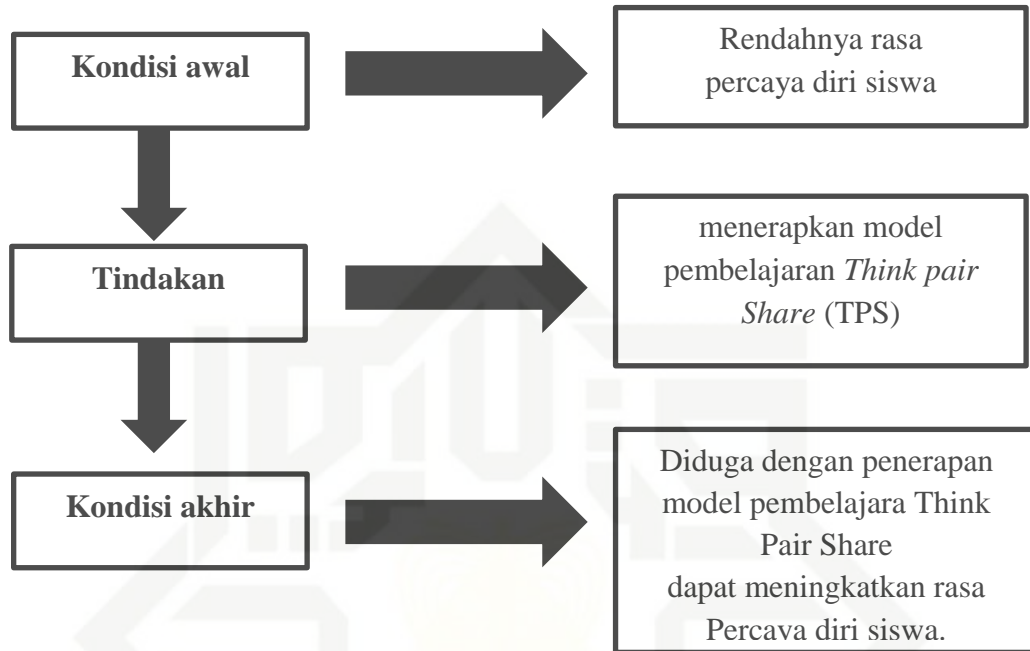 Kondisi awal
Rendahnya rasa
percaya diri siswa
Tindakan
menerapkan model
pembelajaran Think pair
Share (TPS)
Kondisi akhir
Diduga dengan penerapan
model pembelajara Think
Pair Share
dapat meningkatkan rasa
Percaya diri siswa.